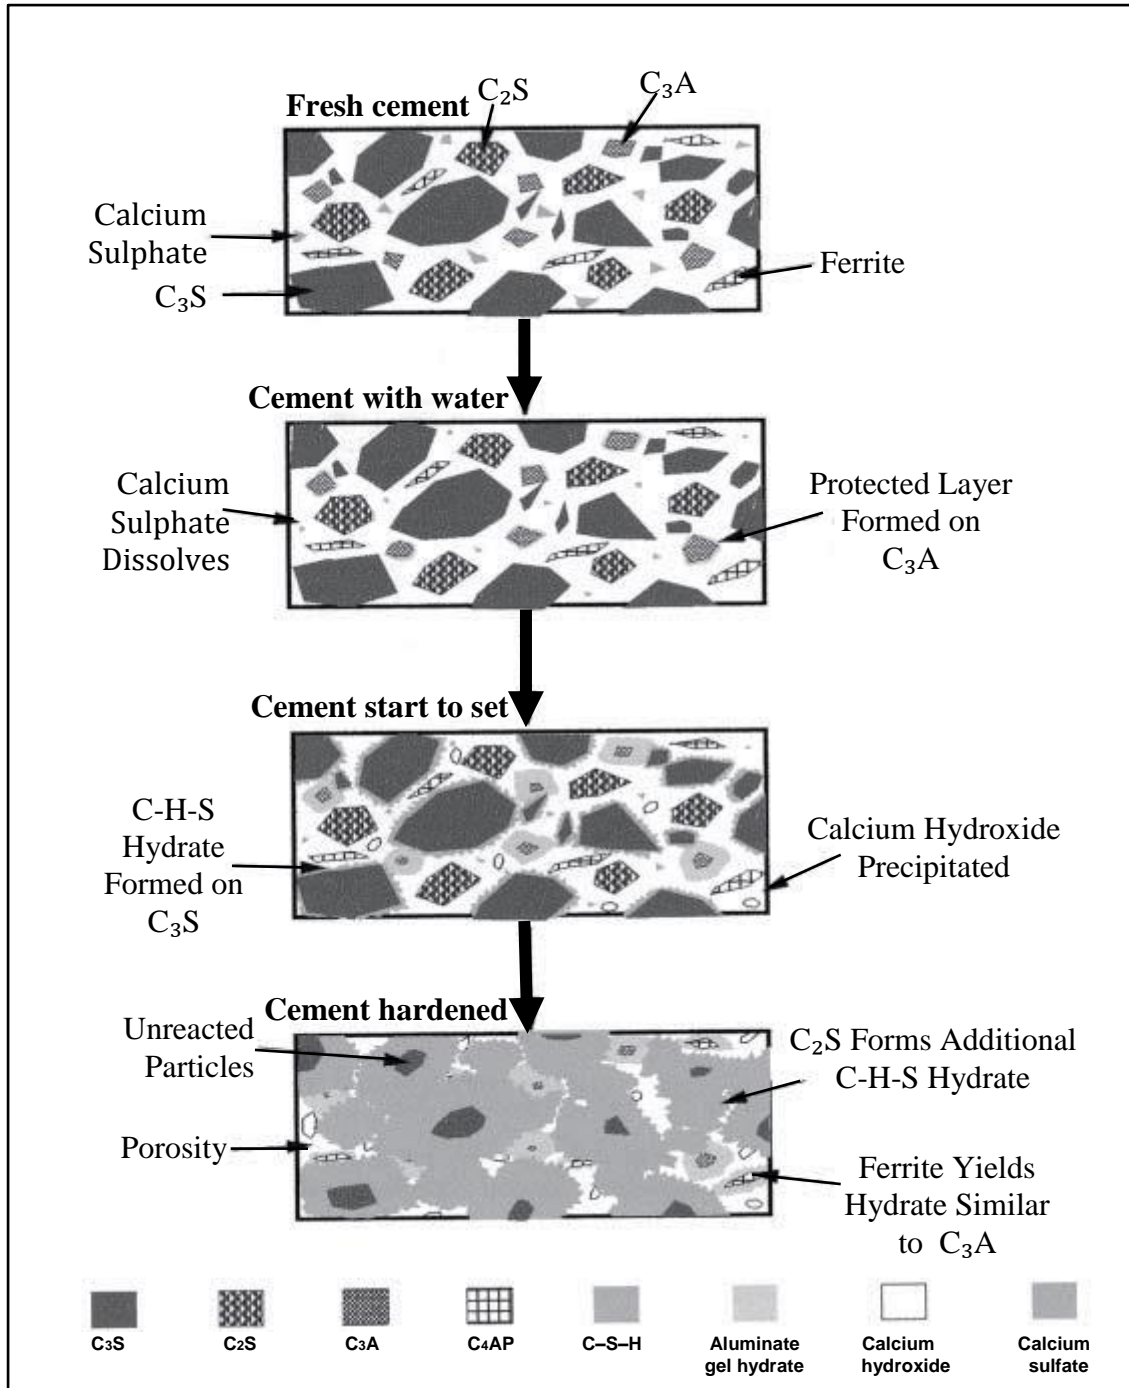 C₂S
C₃A
Fresh cement
Calcium
Sulphate
C₃S
Ferrite
Cement with water
Calcium
Sulphate
Dissolves
Protected Layer
Formed on
C₃A
Cement start to set
C-H-S
Hydrate
Formed on
C₃S
Calcium Hydroxide
Precipitated
Cement hardened
Unreacted
Particles
Porosity
C₂S Forms Additional
C-H-S Hydrate
Ferrite Yields
Hydrate Similar
to C₃A
C₃S
C₂S
C₃A
C₄AP
C–S–H
Aluminate
gel hydrate
Calcium
hydroxide
Calcium
sulfate